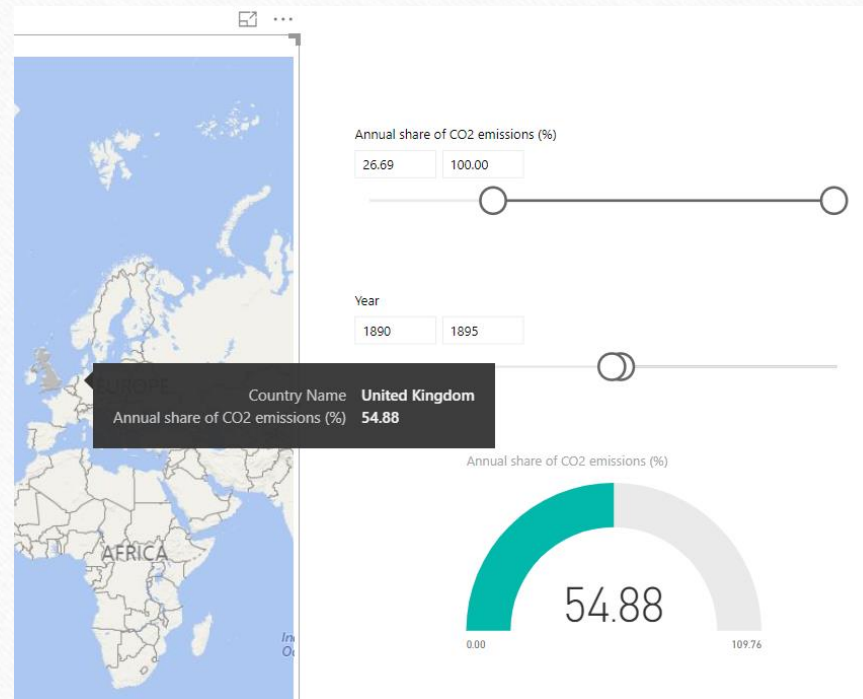 Annual share of CO2 emissions (%)
26.69 100.00
Year
1890 1895
EUROPE
Country Name United Kingdom
Annual share of CO2 emissions (%) 54.88
Annual share of CO2 emissions (%)
AFRICA
54.88
0.00 109.76
In
O